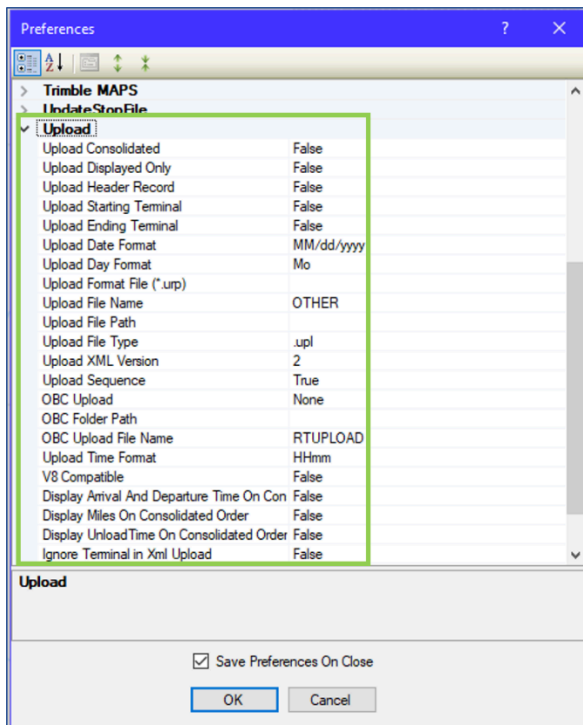 Preferences ? ×
Trimble MAPS
UpdateStopFile
Upload
Upload Consolidated False
Upload Displayed Only False
Upload Header Record False
Upload Starting Terminal False
Upload Ending Terminal False
Upload Date Format MM/dd/yyyy
Upload Day Format Mo
Upload Format File (*.urp)
Upload File Name OTHER
Upload File Path
Upload File Type .upl
Upload XML Version 2
Upload Sequence True
OBC Upload None
OBC Folder Path
OBC Upload File Name RTUPLOAD
Upload Time Format HHmm
V8 Compatible False
Display Arrival And Departure Time On Con False
Display Miles On Consolidated Order False
Display UnloadTime On Consolidated Order False
Ignore Terminal in Xml Upload False
Upload
Save Preferences On Close
OK Cancel